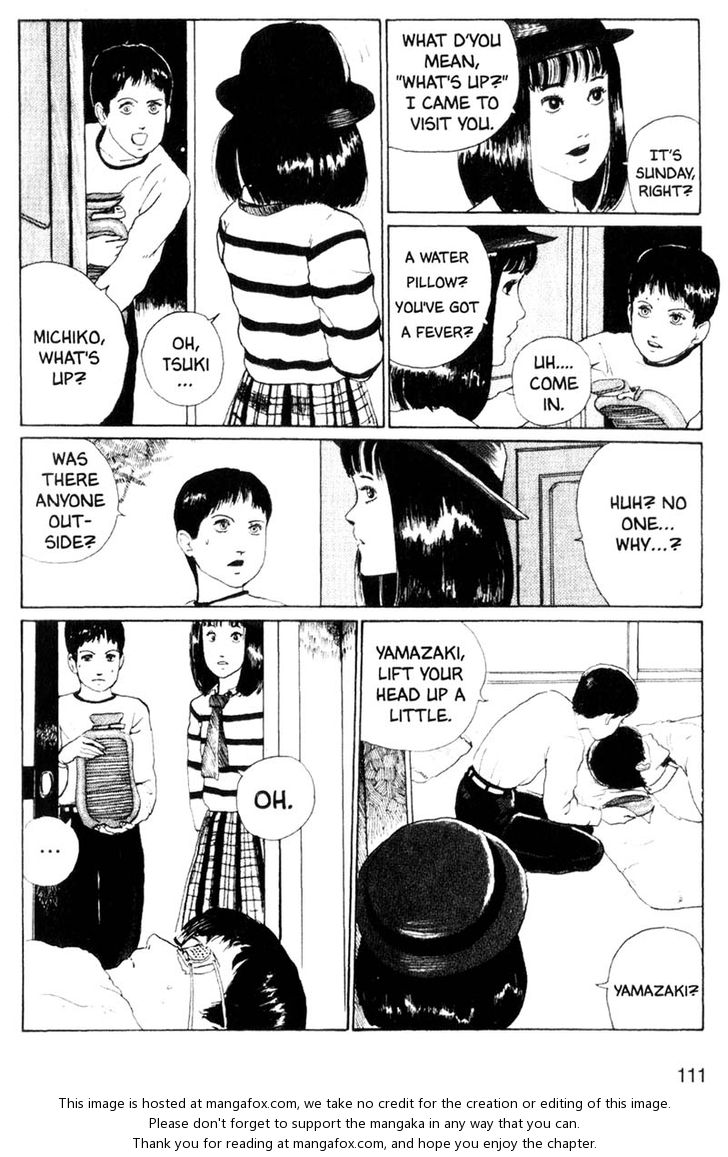 MICHIKO,
WHAT'S
UP?
OH,
TSUKI
...
WHAT D'YOU
MEAN,
"WHAT'S UP?"
I CAME TO
VISIT YOU.
IT'S
SUNDAY,
RIGHT?
A WATER
PILLOW?
YOU'VE GOT
A FEVER?
UH....
COME
IN.
WAS
THERE
ANYONE
OUT-
SIDE?
HUH? NO
ONE...
WHY...?
...
OH.
YAMAZAKI,
LIFT YOUR
HEAD UP A
LITTLE.
YAMAZAKI?
111
This image is hosted at mangafox.com, we take no credit for the creation or editing of this image.
Please don't forget to support the mangaka in any way that you can.
Thank you for reading at mangafox.com, and hope you enjoy the chapter.